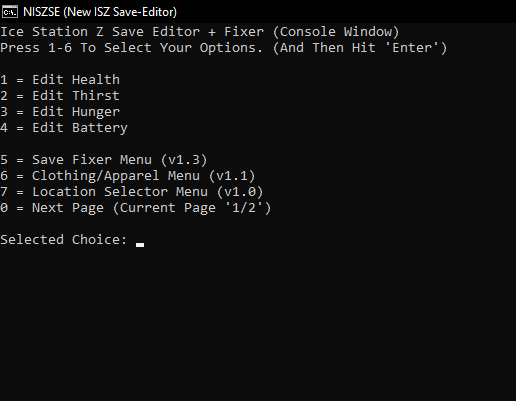 NISZSE (New ISZ Save-Editor)
Ice Station Z Save Editor + Fixer (Console Window)
Press 1-6 To Select Your Options. (And Then Hit 'Enter')
1 = Edit Health
2 = Edit Thirst
3 = Edit Hunger
4 = Edit Battery
5 = Save Fixer Menu (v1.3)
6 = Clothing/Apparel Menu (v1.1)
7 = Location Selector Menu (v1.0)
0 = Next Page (Current Page '1/2')
Selected Choice: